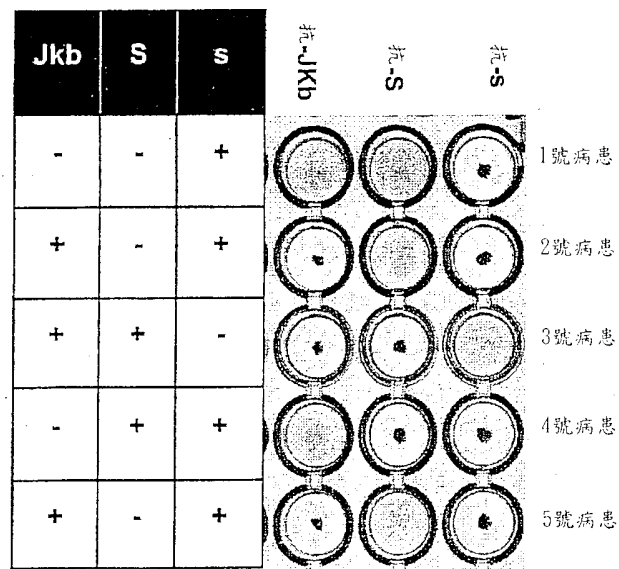 Jkb S s 抗-JKb 抗-S 抗-s
- - + 1號病患
+ - + 2號病患
+ + - 3號病患
- + + 4號病患
+ - + 5號病患